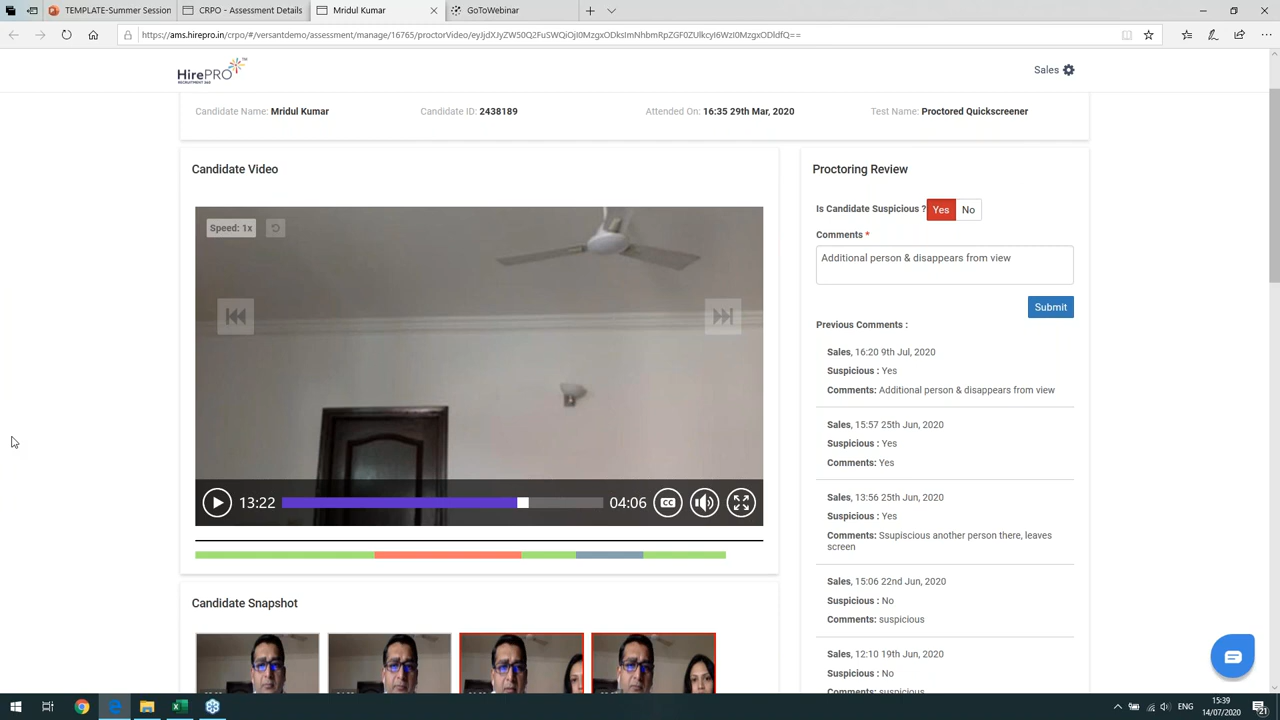 TEMPLATE-Summer Session
CRPO - Assessment Details
Mridul Kumar
GoToWebinar
https://ams.hirepro.in/crpo/#/versantdemo/assessment/manage/16765/proctorVideo/
HirePRO
Sales
Candidate Name: Mridul Kumar
Candidate ID: 2438189
Attended On: 16:35 29th Mar, 2020
Test Name: Proctored Quickscreener
Candidate Video
Speed: 1x
13:22
04:06
CC
Candidate Snapshot
Proctoring Review
Is Candidate Suspicious ? Yes No
Comments *
Additional person & disappears from view
Submit
Previous Comments :
Sales, 16:20 9th Jul, 2020
Suspicious : Yes
Comments: Additional person & disappears from view
Sales, 15:57 25th Jun, 2020
Suspicious : Yes
Comments: Yes
Sales, 13:56 25th Jun, 2020
Suspicious : Yes
Comments: Ssupiscious another person there, leaves
screen
Sales, 15:06 22nd Jun, 2020
Suspicious : No
Comments: suspicious
Sales, 12:10 19th Jun, 2020
Suspicious : No
Comments: suspicious
ENG
15:39
14/07/2020
21